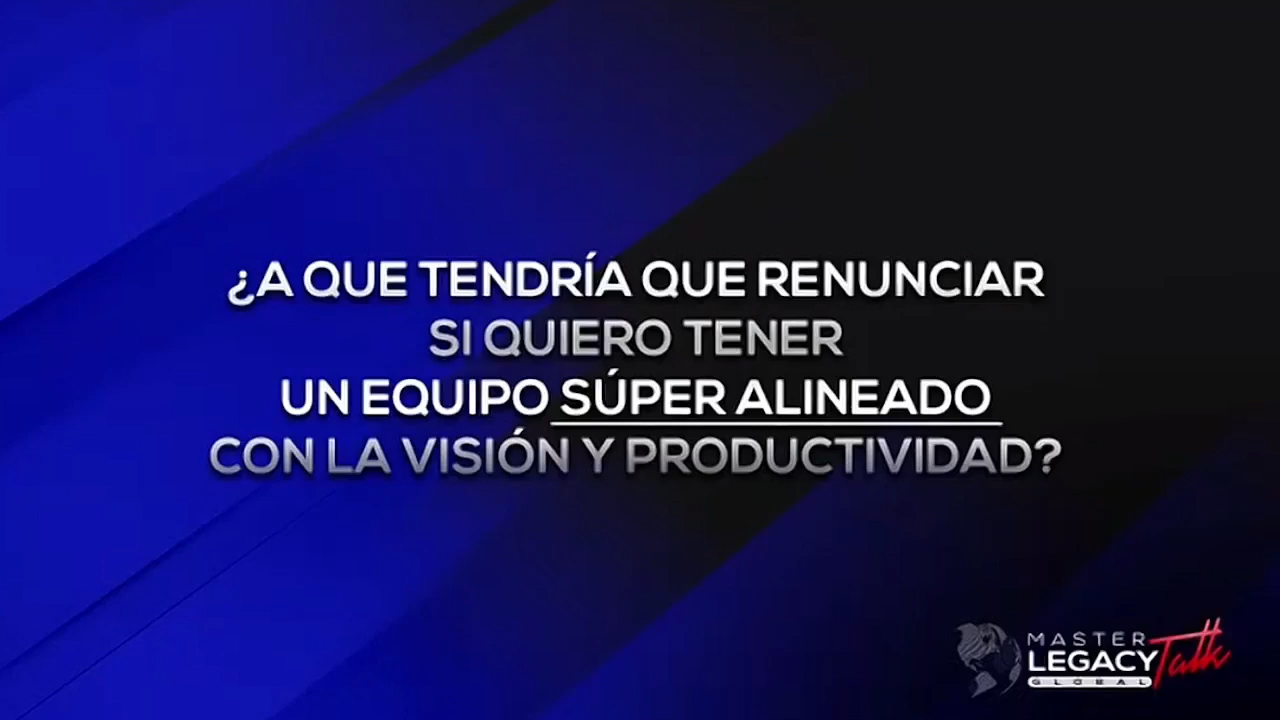 ¿A QUE TENDRÍA QUE RENUNCIAR
SI QUIERO TENER
UN EQUIPO SÚPER ALINEADO
CON LA VISIÓN Y PRODUCTIVIDAD?
MASTER
LEGACY Talk
GLOBAL